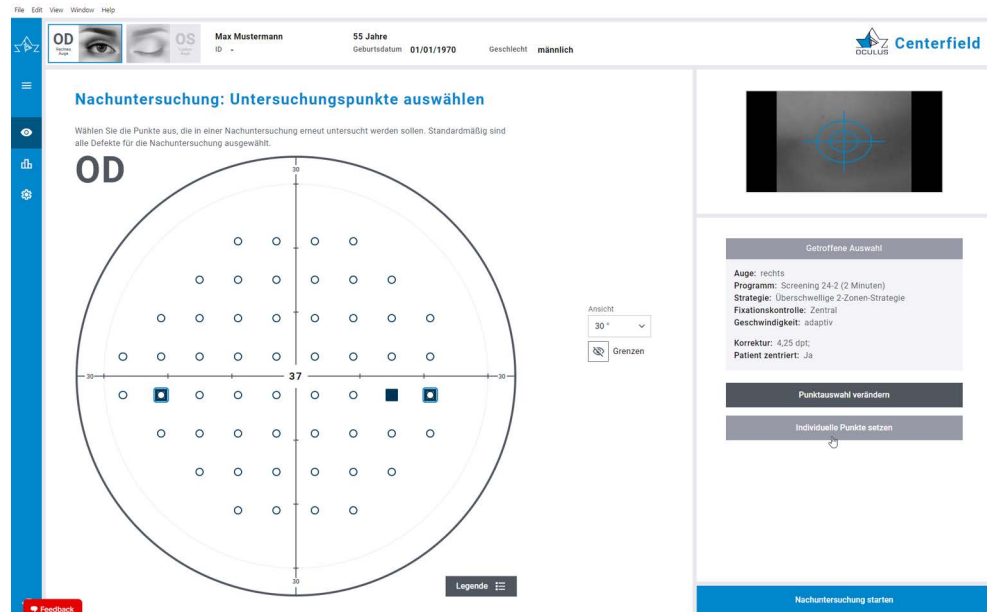 File Edit View Window Help
OD
Rechtes
Auge
OS
Max Mustermann
ID -
55 Jahre
Geburtsdatum 01/01/1970
Geschlecht männlich
OCULUS
Centerfield
Nachuntersuchung: Untersuchungspunkte auswählen
Wählen Sie die Punkte aus, die in einer Nachuntersuchung erneut untersucht werden sollen. Standardmäßig sind
alle Defekte für die Nachuntersuchung ausgewählt.
OD
30
30
37
30
30
Ansicht
30 °
Grenzen
Legende
Getroffene Auswahl
Auge: rechts
Programm: Screening 24-2 (2 Minuten)
Strategie: Überschwellige 2-Zonen-Strategie
Fixationskontrolle: Zentral
Geschwindigkeit: adaptiv
Korrektur: 4,25 dpt;
Patient zentriert: Ja
Punktauswahl verändern
Individuelle Punkte setzen
Nachuntersuchung starten
Feedback